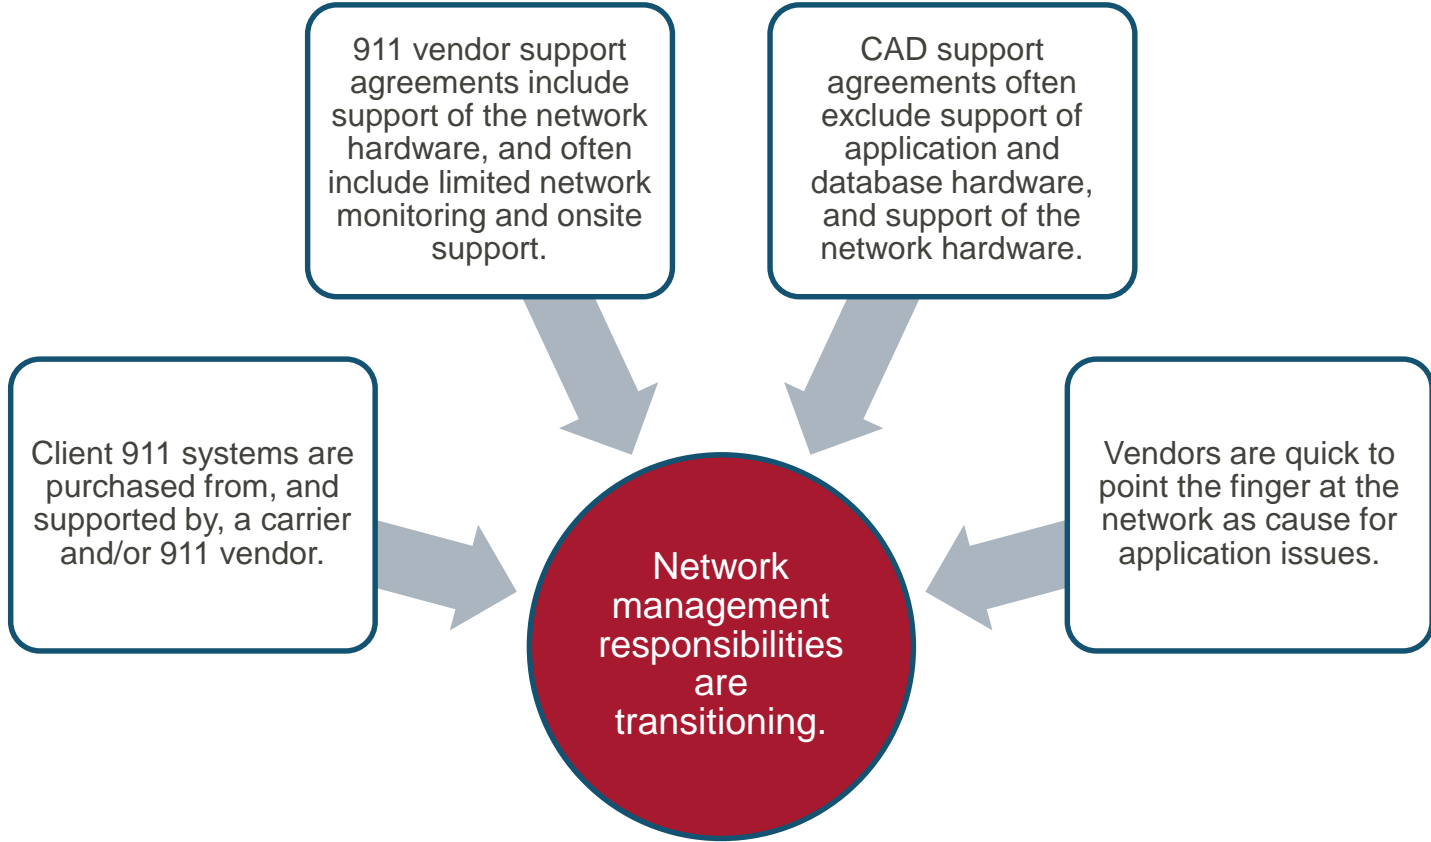 911 vendor support
agreements include
support of the network
hardware, and often
include limited network
monitoring and onsite
support.
CAD support
agreements often
exclude support of
application and
database hardware,
and support of the
network hardware.
Client 911 systems are
purchased from, and
supported by, a carrier
and/or 911 vendor.
Vendors are quick to
point the finger at the
network as cause for
application issues.
Network
management
responsibilities
are
transitioning.